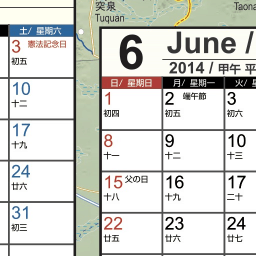 突泉
Tuquan
Taona
土/ 星期六
3 憲法記念日
初五
10
十二
17
十九
24
廿六
31
初三
6 June /
2014 / 甲午 平
日/ 星期日 月/ 星期一 火/ 星期二
1 2 端午節 3
初四 初五 初六
8 9 10
十一 十二 十三
15 父の日 16 17
十八 十九 二十
22 23 24
廿五 廿六 廿七